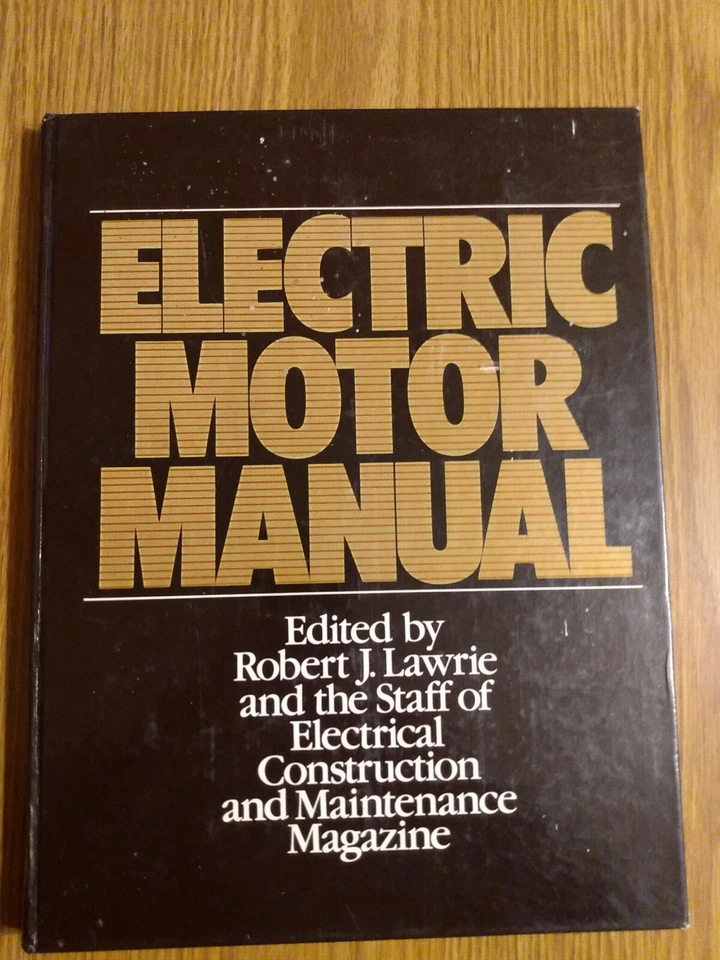 ELECTRIC
MOTOR
MANUAL
Edited by
Robert J. Lawrie
and the Staff of
Electrical
Construction
and Maintenance
Magazine